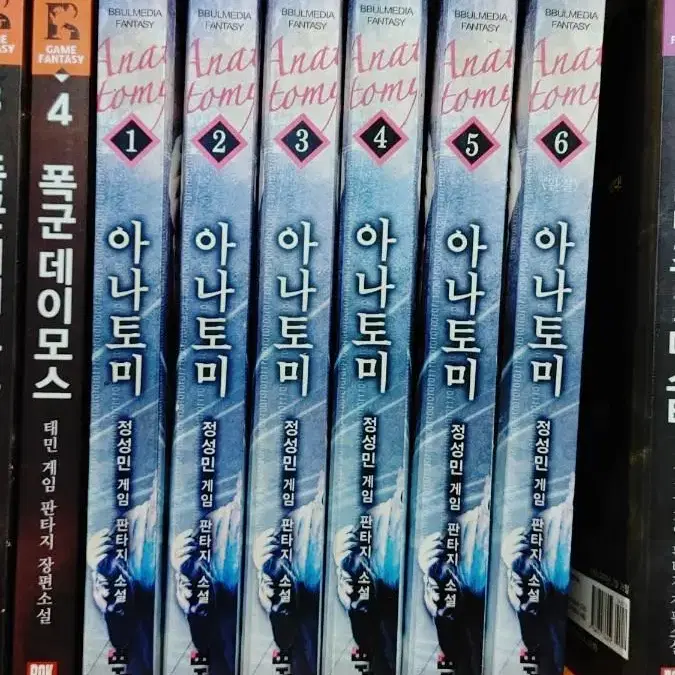 GAME
FANTASY
4
폭군 데이모스
태민 게임 판타지 장편소설
BBULMEDIA
FANTASY
Anatomy
1
아나토미
정성민 게임 판타지 소설
BBULMEDIA
FANTASY
Anatomy
2
아나토미
정성민 게임 판타지 소설
BBULMEDIA
FANTASY
Anatomy
3
아나토미
정성민 게임 판타지 소설
BBULMEDIA
FANTASY
Anatomy
4
아나토미
정성민 게임 판타지 소설
BBULMEDIA
FANTASY
Anatomy
5
아나토미
정성민 게임 판타지 소설
BBULMEDIA
FANTASY
Anatomy
6
〈완결〉
아나토미
정성민 게임 판타지 소설